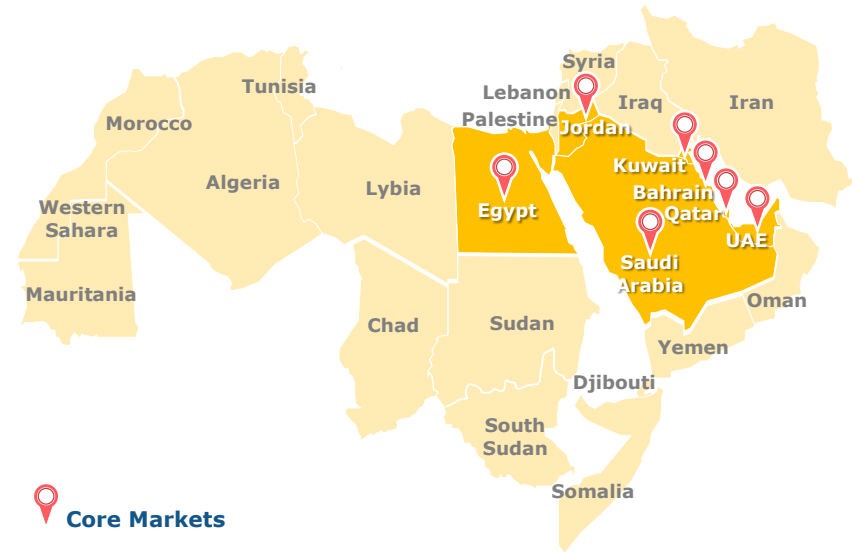 Syria
Tunisia
Lebanon
Iraq
Iran
Morocco
Palestine
Jordan
Kuwait
Algeria
Lybia
Bahrain
Western
Sahara
Egypt
Qatar
UAE
Saudi
Arabia
Mauritania
Oman
Chad
Sudan
Yemen
Djibouti
South
Sudan
Somalia
Core Markets